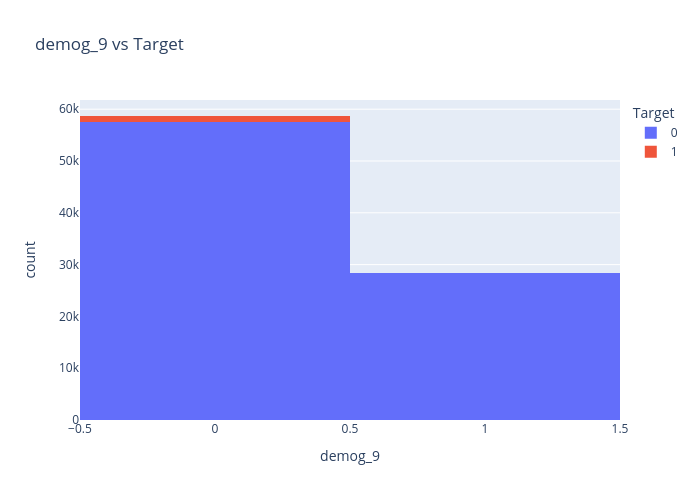 demog_9 vs Target
Target
0
1
60k
50k
40k
30k
20k
10k
0
count
−0.5
0
0.5
1
1.5
demog_9